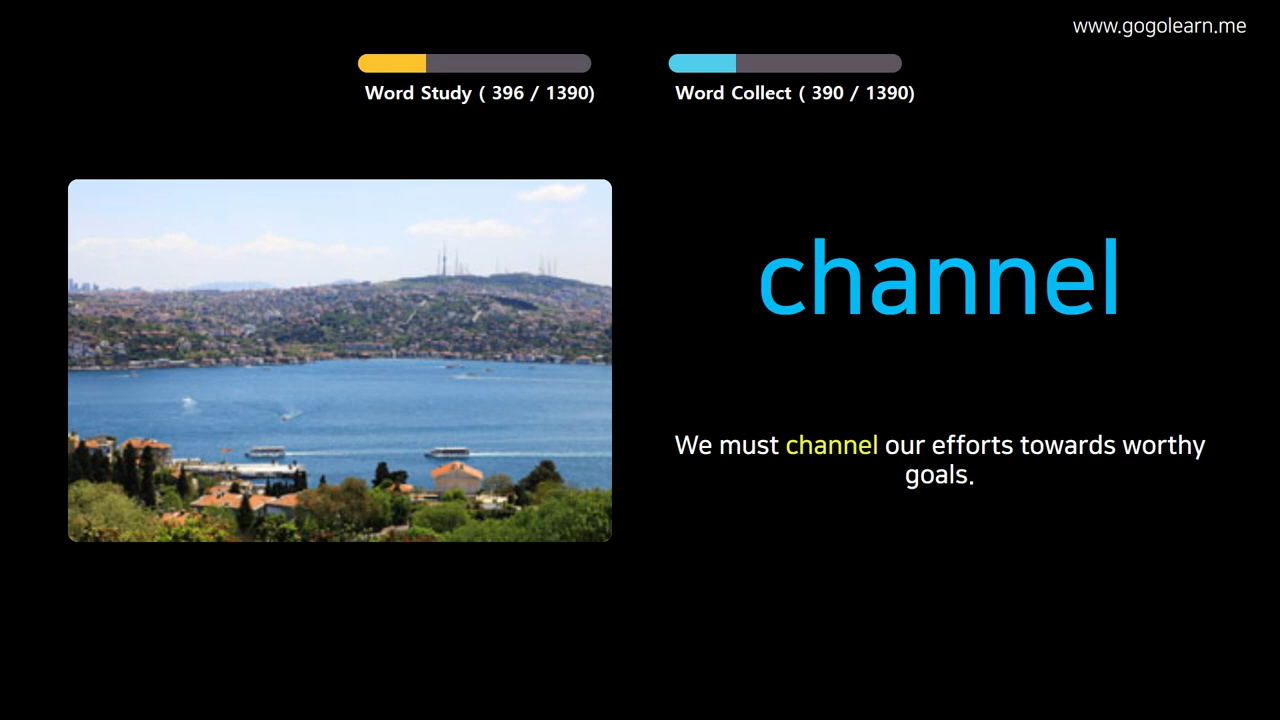 www.gogolearn.me
Word Study ( 396 / 1390)
Word Collect ( 390 / 1390)
channel
We must channel our efforts towards worthy
goals.